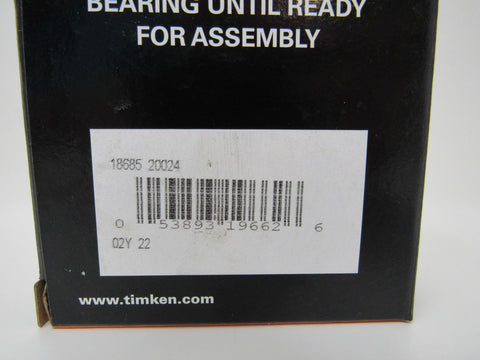 BEARING UNTIL READY
FOR ASSEMBLY
18685 20024
0 53893 19662 6
02Y 22
www.timken.com